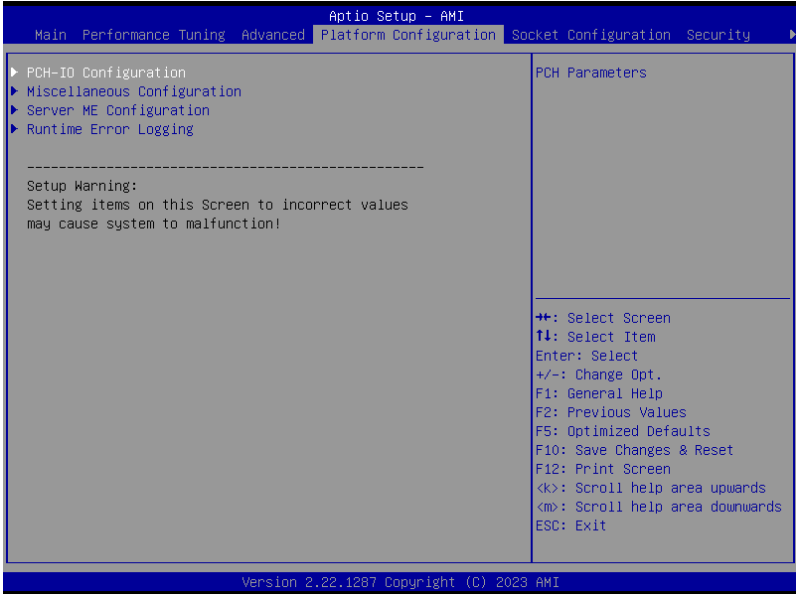 Aptio Setup - AMI
Main Performance Tuning Advanced Platform Configuration Socket Configuration Security
PCH-IO Configuration
Miscellaneous Configuration
Server ME Configuration
Runtime Error Logging
--------------------------------------------------
Setup Warning:
Setting items on this Screen to incorrect values
may cause system to malfunction!
PCH Parameters
→←: Select Screen
↑↓: Select Item
Enter: Select
+/-: Change Opt.
F1: General Help
F2: Previous Values
F5: Optimized Defaults
F10: Save Changes & Reset
F12: Print Screen
<k>: Scroll help area upwards
<m>: Scroll help area downwards
ESC: Exit
Version 2.22.1287 Copyright (C) 2023 AMI